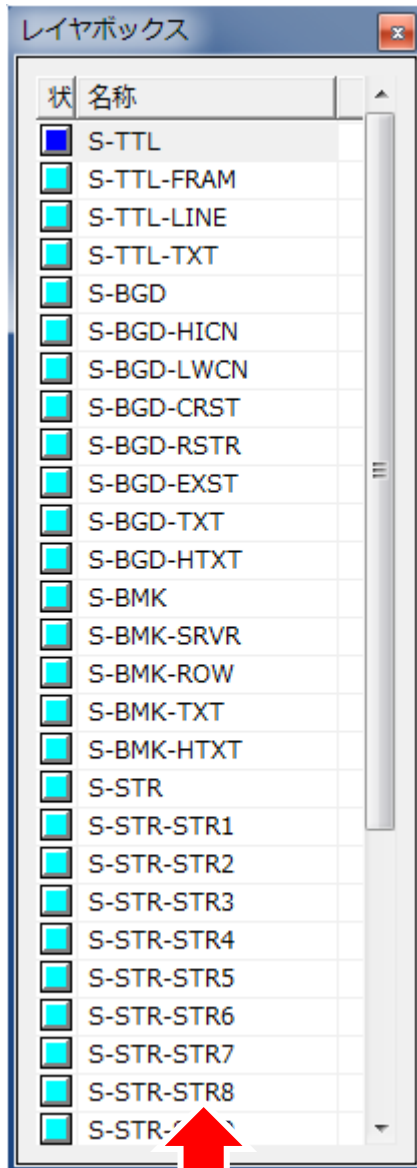 レイヤボックス
状 名称
S-TTL
S-TTL-FRAM
S-TTL-LINE
S-TTL-TXT
S-BGD
S-BGD-HICN
S-BGD-LWCN
S-BGD-CRST
S-BGD-RSTR
S-BGD-EXST
S-BGD-TXT
S-BGD-HTXT
S-BMK
S-BMK-SRVR
S-BMK-ROW
S-BMK-TXT
S-BMK-HTXT
S-STR
S-STR-STR1
S-STR-STR2
S-STR-STR3
S-STR-STR4
S-STR-STR5
S-STR-STR6
S-STR-STR7
S-STR-STR8